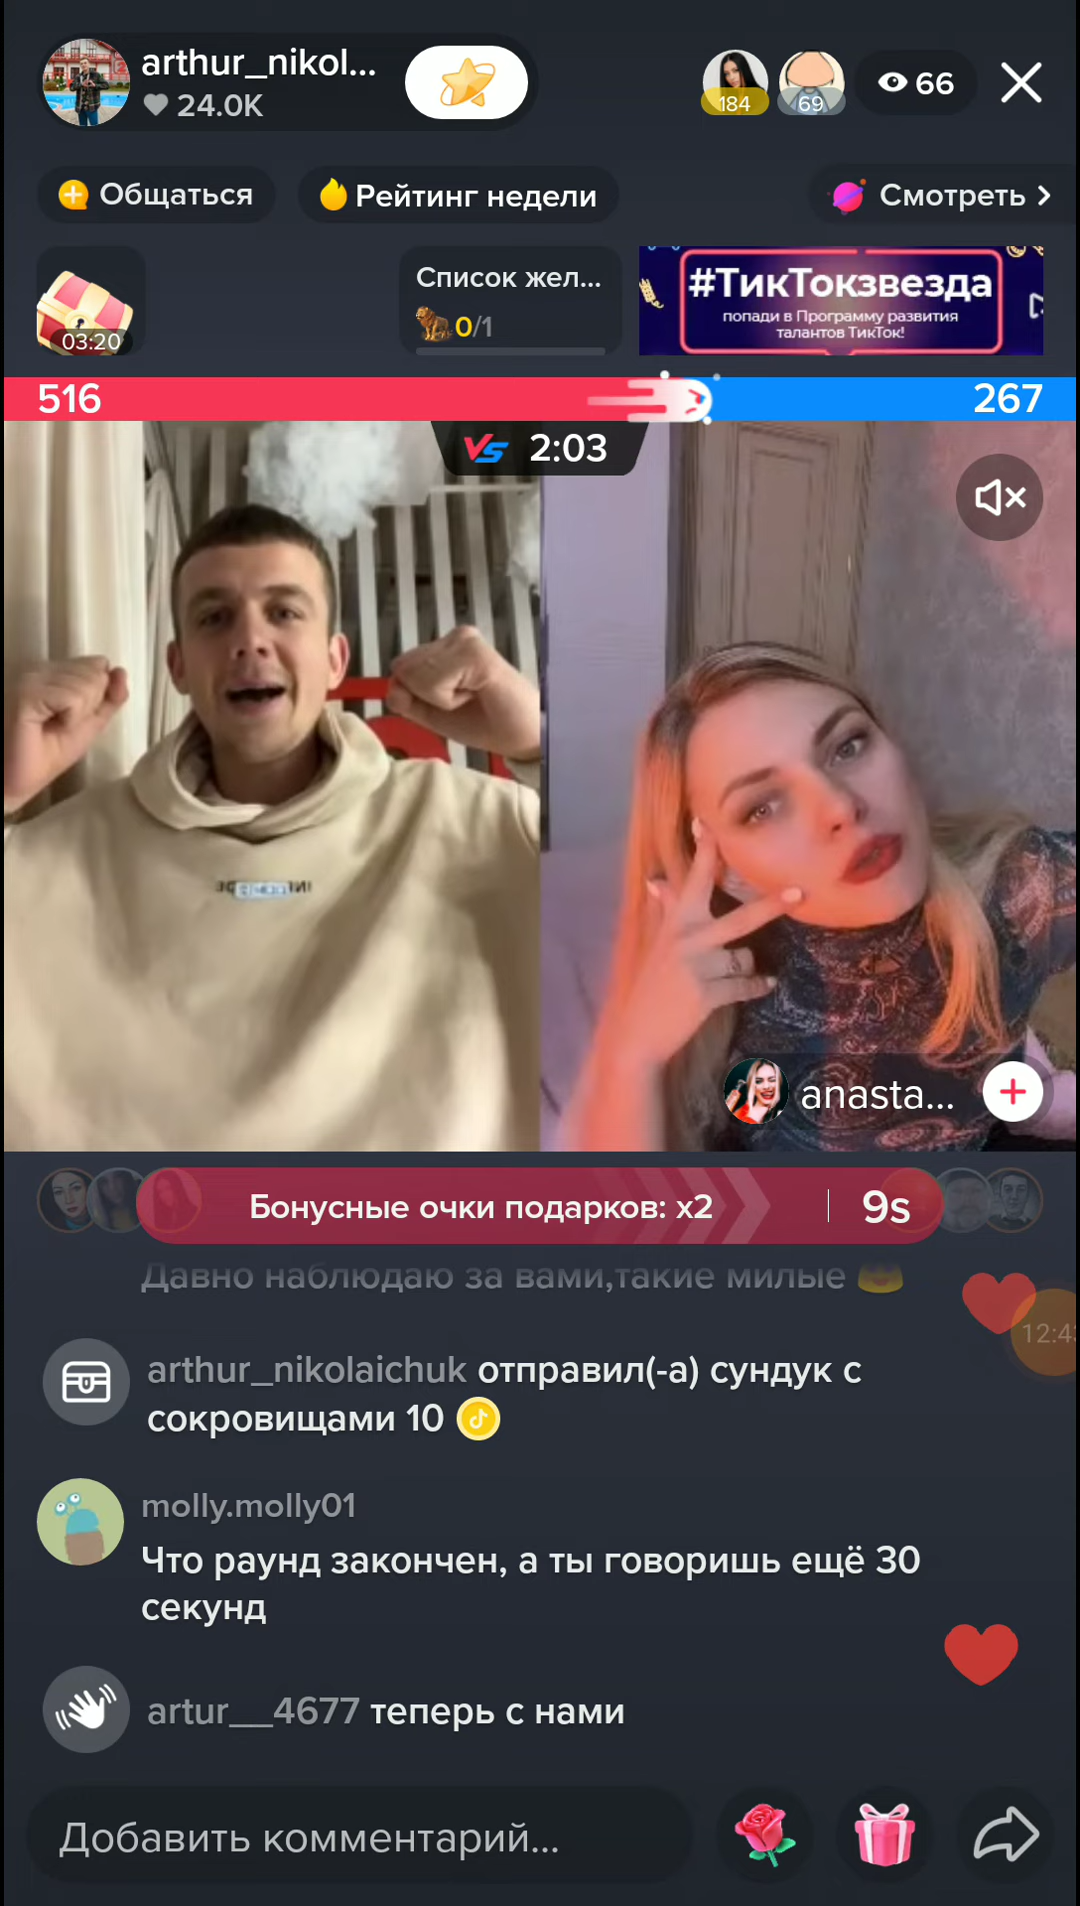 arthur_nikol...
24.0K
184
69
66
Общаться
Рейтинг недели
Смотреть
03:20
Список жел...
0/1
#ТикТокзвезда
попади в Программу развития
талантов ТикТок!
516
267
VS 2:03
anasta...
Бонусные очки подарков: x2
9s
Давно наблюдаю за вами,такие милые
12:43
arthur_nikolaichuk отправил(-а) сундук с
сокровищами 10
molly.molly01
Что раунд закончен, а ты говоришь ещё 30
секунд
artur__4677 теперь с нами
Добавить комментарий...